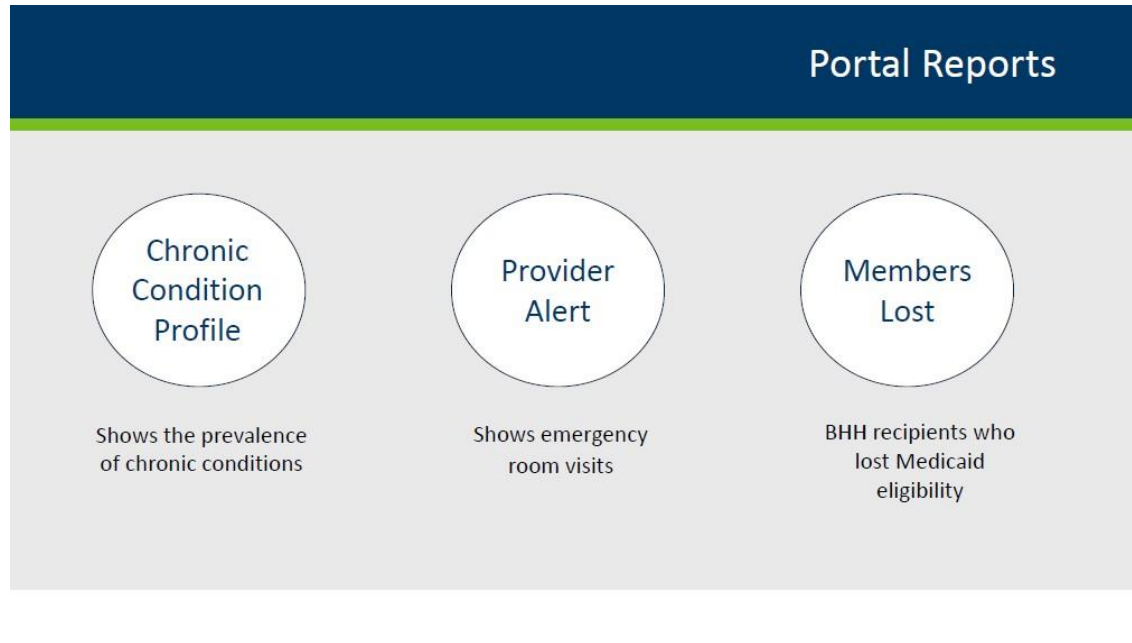 Portal Reports
Chronic
Condition
Profile
Shows the prevalence
of chronic conditions
Provider
Alert
Shows emergency
room visits
Members
Lost
BHH recipients who
lost Medicaid
eligibility